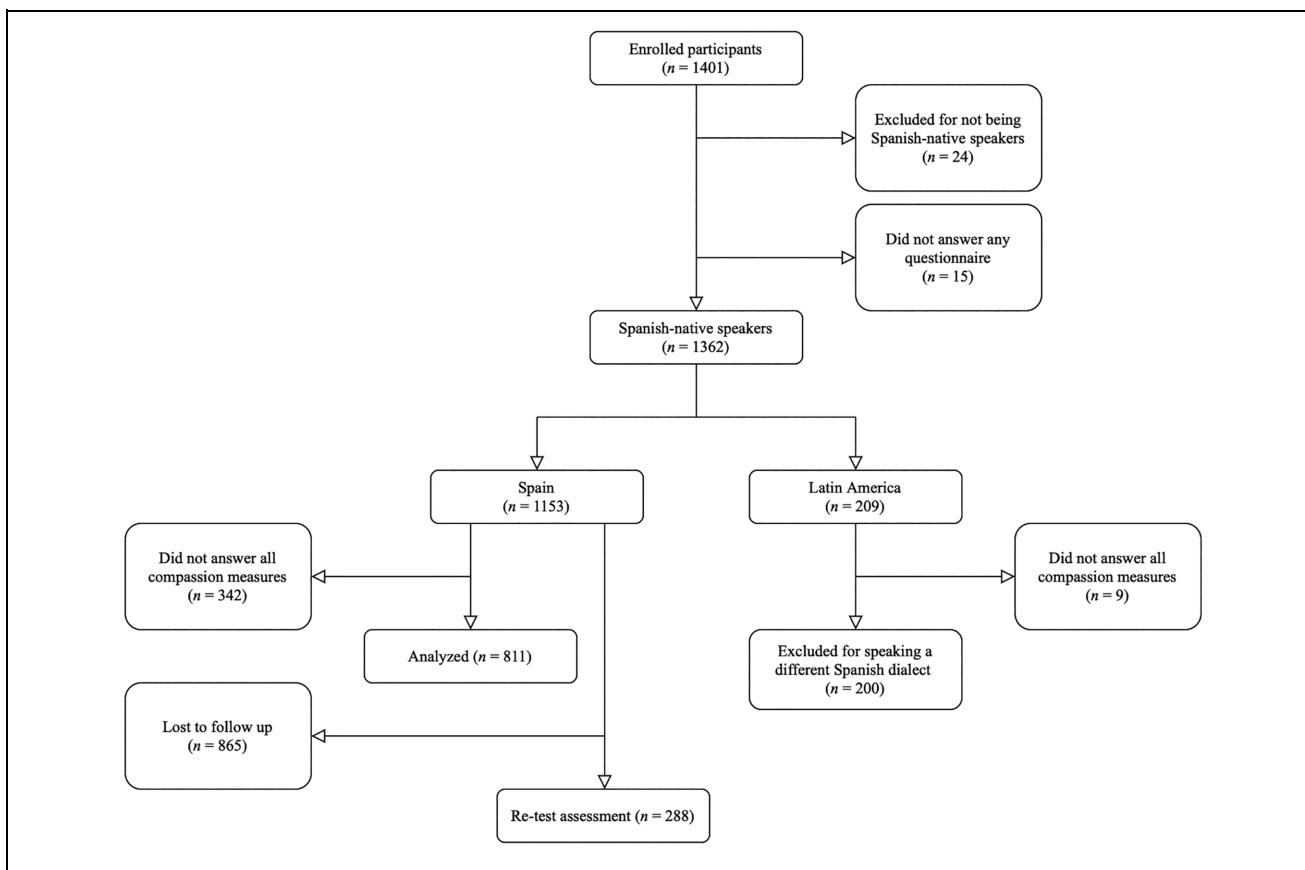 Enrolled participants
(n = 1401)
Excluded for not being
Spanish-native speakers
(n = 24)
Did not answer any
questionnaire
(n = 15)
Spanish-native speakers
(n = 1362)
Spain
(n = 1153)
Latin America
(n = 209)
Did not answer all
compassion measures
(n = 342)
Did not answer all
compassion measures
(n = 9)
Analyzed (n = 811)
Excluded for speaking a
different Spanish dialect
(n = 200)
Lost to follow up
(n = 865)
Re-test assessment (n = 288)